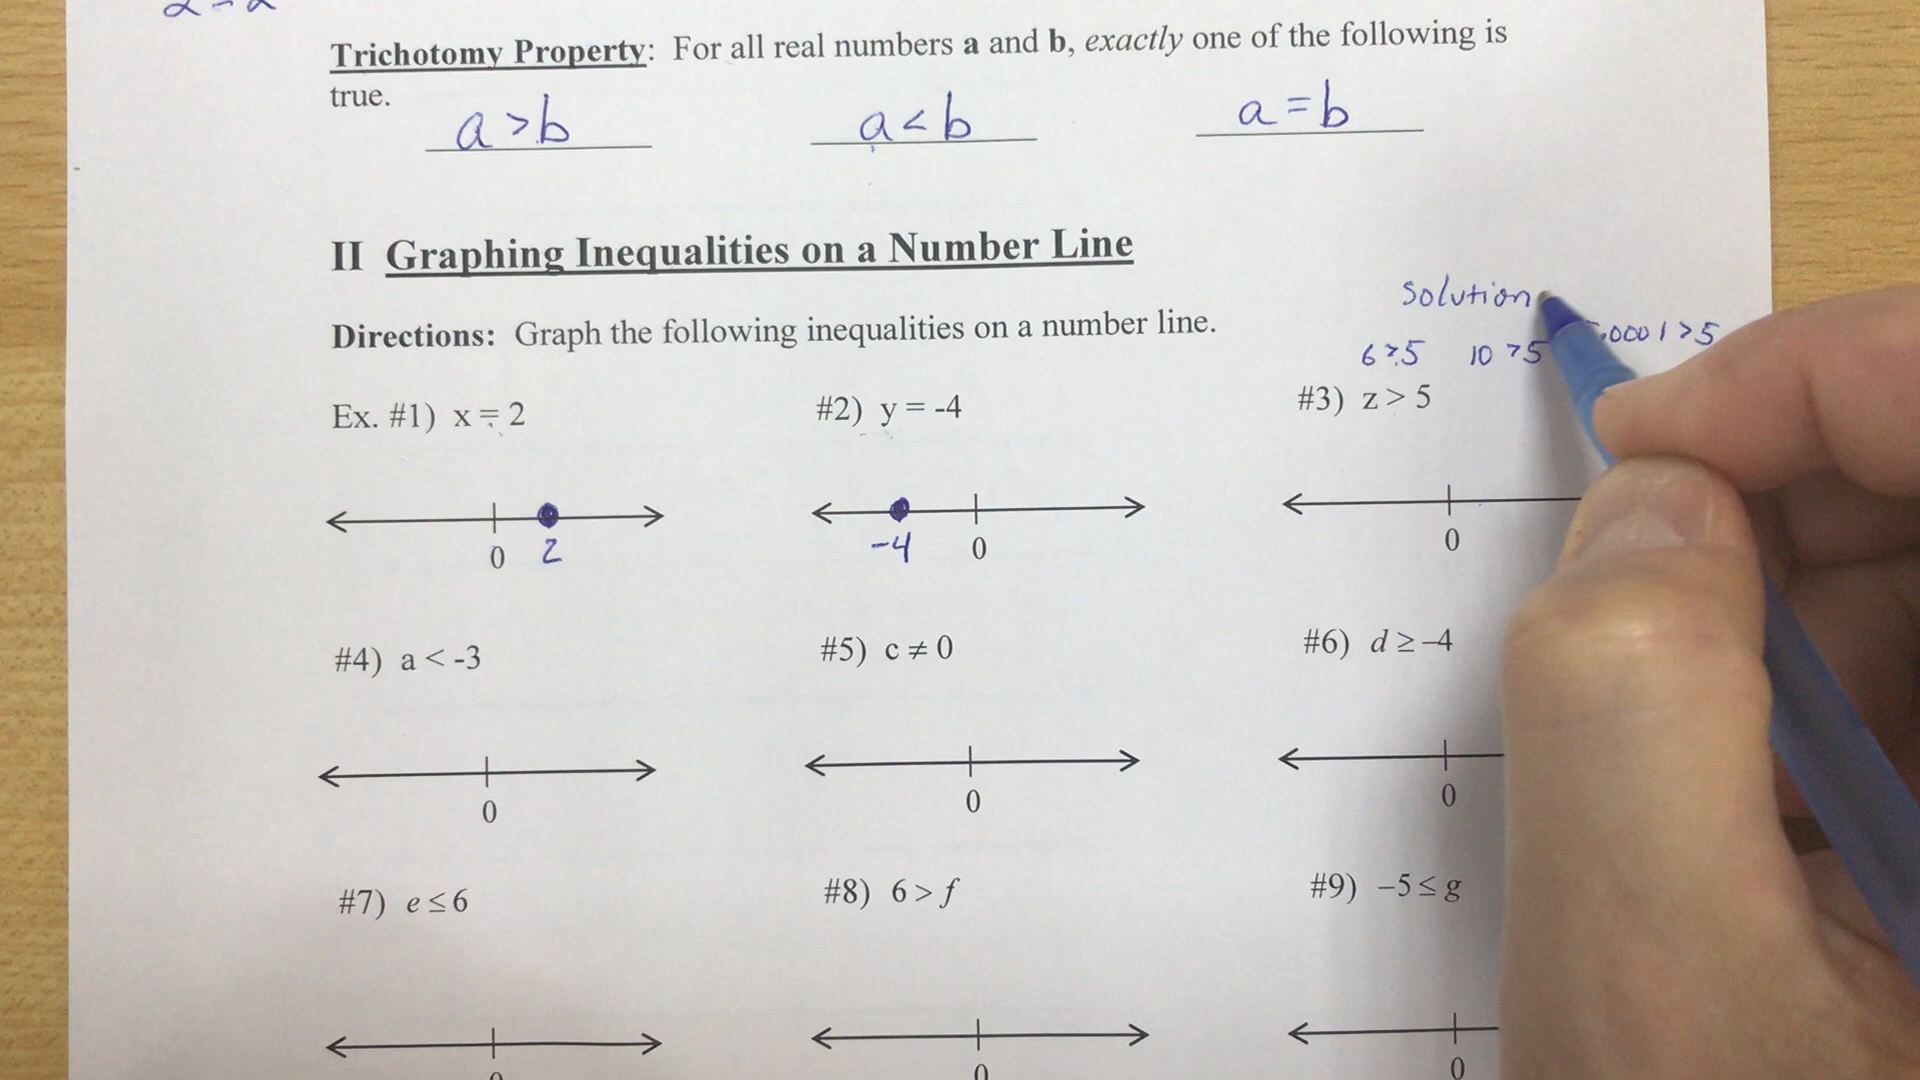 Trichotomy Property: For all real numbers a and b, exactly one of the following is
true.
a > b a < b a = b
II Graphing Inequalities on a Number Line
Solution
Directions: Graph the following inequalities on a number line.
6 > 5 10 > 5 .0001 > 5
Ex. #1) x = 2 #2) y = -4 #3) z > 5
0 2 -4 0 0
#4) a < -3 #5) c ≠ 0 #6) d ≥ –4
0 0 0
#7) e ≤ 6 #8) 6 > f #9) –5 ≤ g
0 0 0